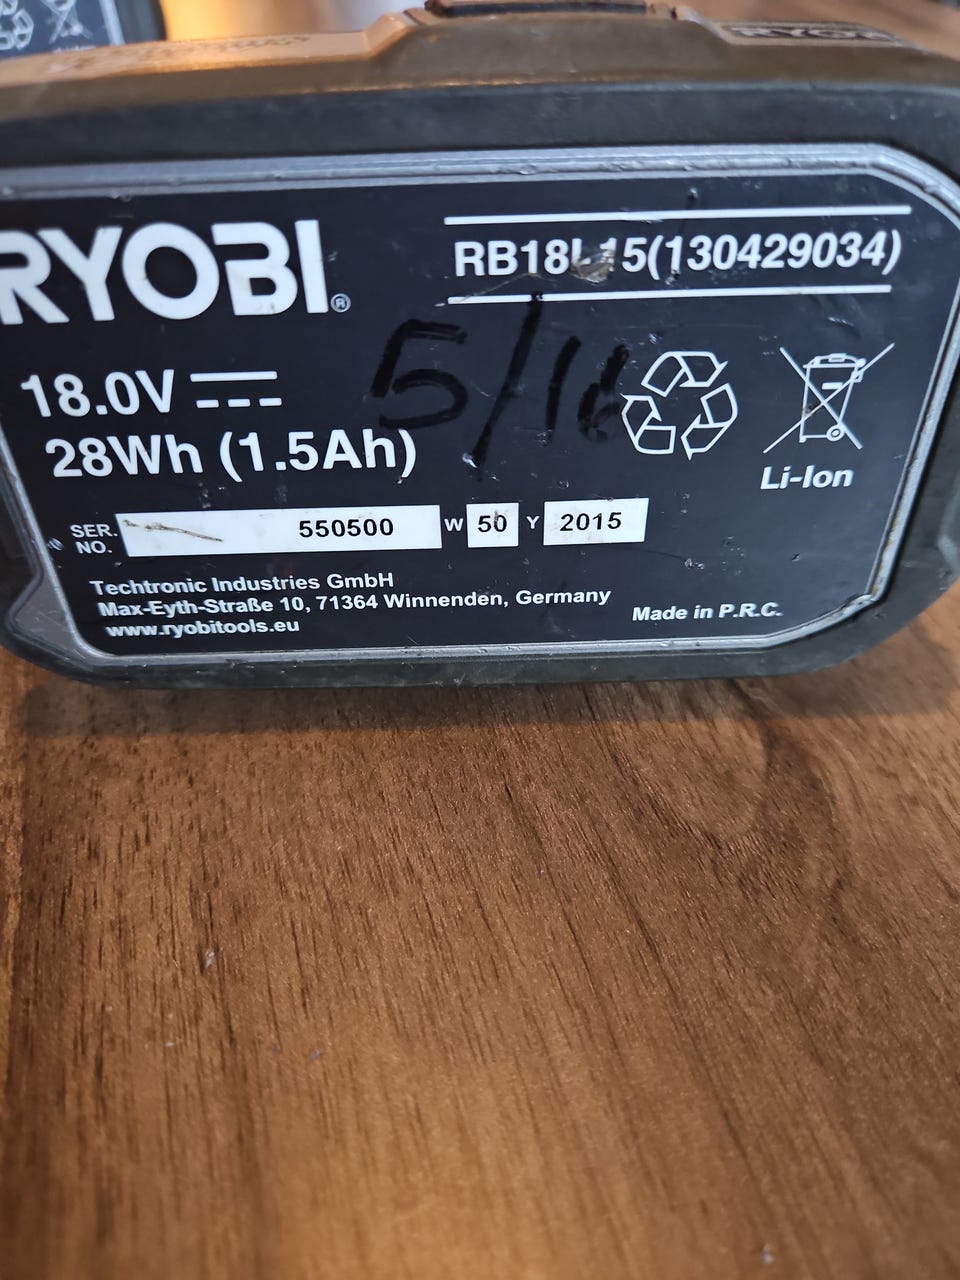 RYOBI
RYOBI®
RB18L15(130429034)
5/16
18.0V
28Wh (1.5Ah)
Li-Ion
SER. NO. 550500 W 50 Y 2015
Techtronic Industries GmbH
Max-Eyth-Straße 10, 71364 Winnenden, Germany
www.ryobitools.eu
Made in P.R.C.